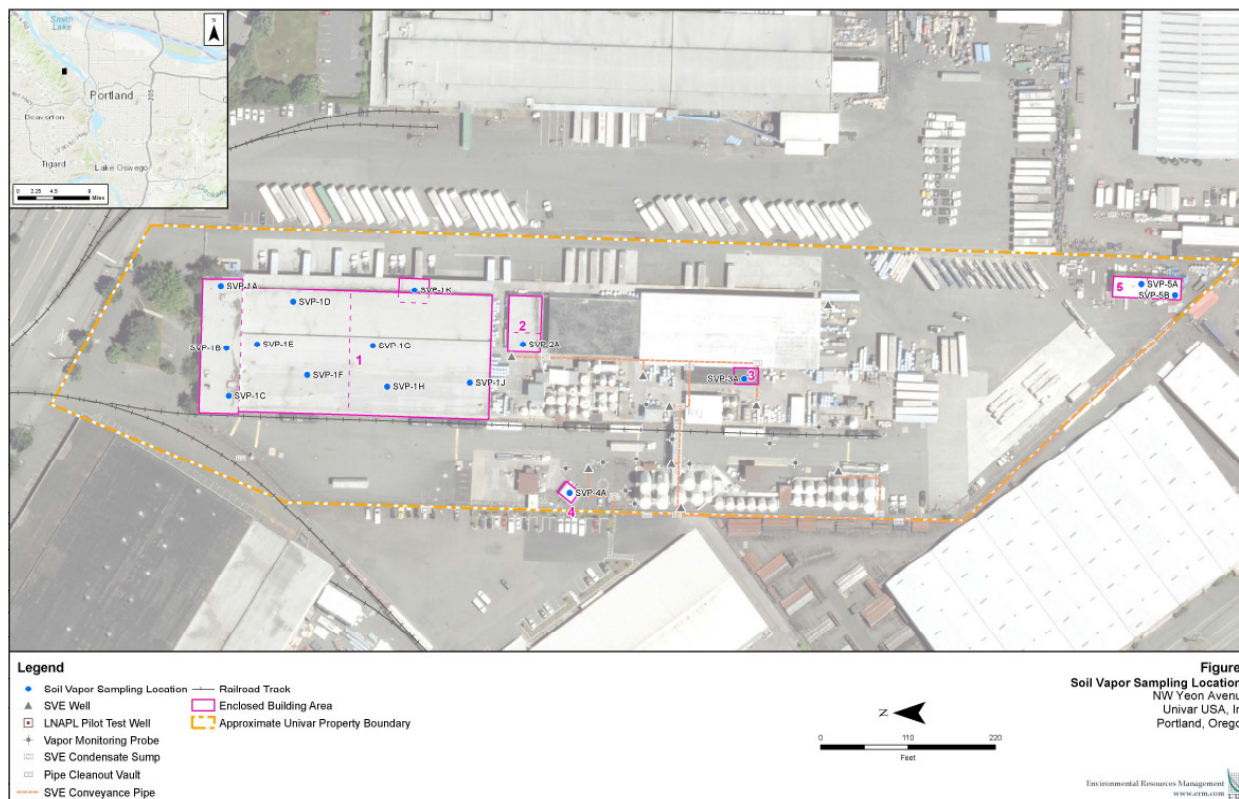 Smith
Lake
N
Portland
205
Beaverton
Tigard
Lake Oswego
0 2.25 4.5 9
Miles
SVP-1A
SVP-1K
SVP-1D
SVP-1B
SVP-1E
SVP-1G
1
SVP-1F
SVP-1H
SVP-1J
SVP-1C
2
SVP-2A
SVP-3A
3
SVP-4A
4
5
SVP-5A
SVP-5B
Legend
Soil Vapor Sampling Location
SVE Well
LNAPL Pilot Test Well
Vapor Monitoring Probe
SVE Condensate Sump
Pipe Cleanout Vault
SVE Conveyance Pipe
Railroad Track
Enclosed Building Area
Approximate Univar Property Boundary
N
0 110 220
Feet
Figure
Soil Vapor Sampling Location
NW Yeon Avenu
Univar USA, In
Portland, Orego
Environmental Resources Management
www.erm.com
ERM